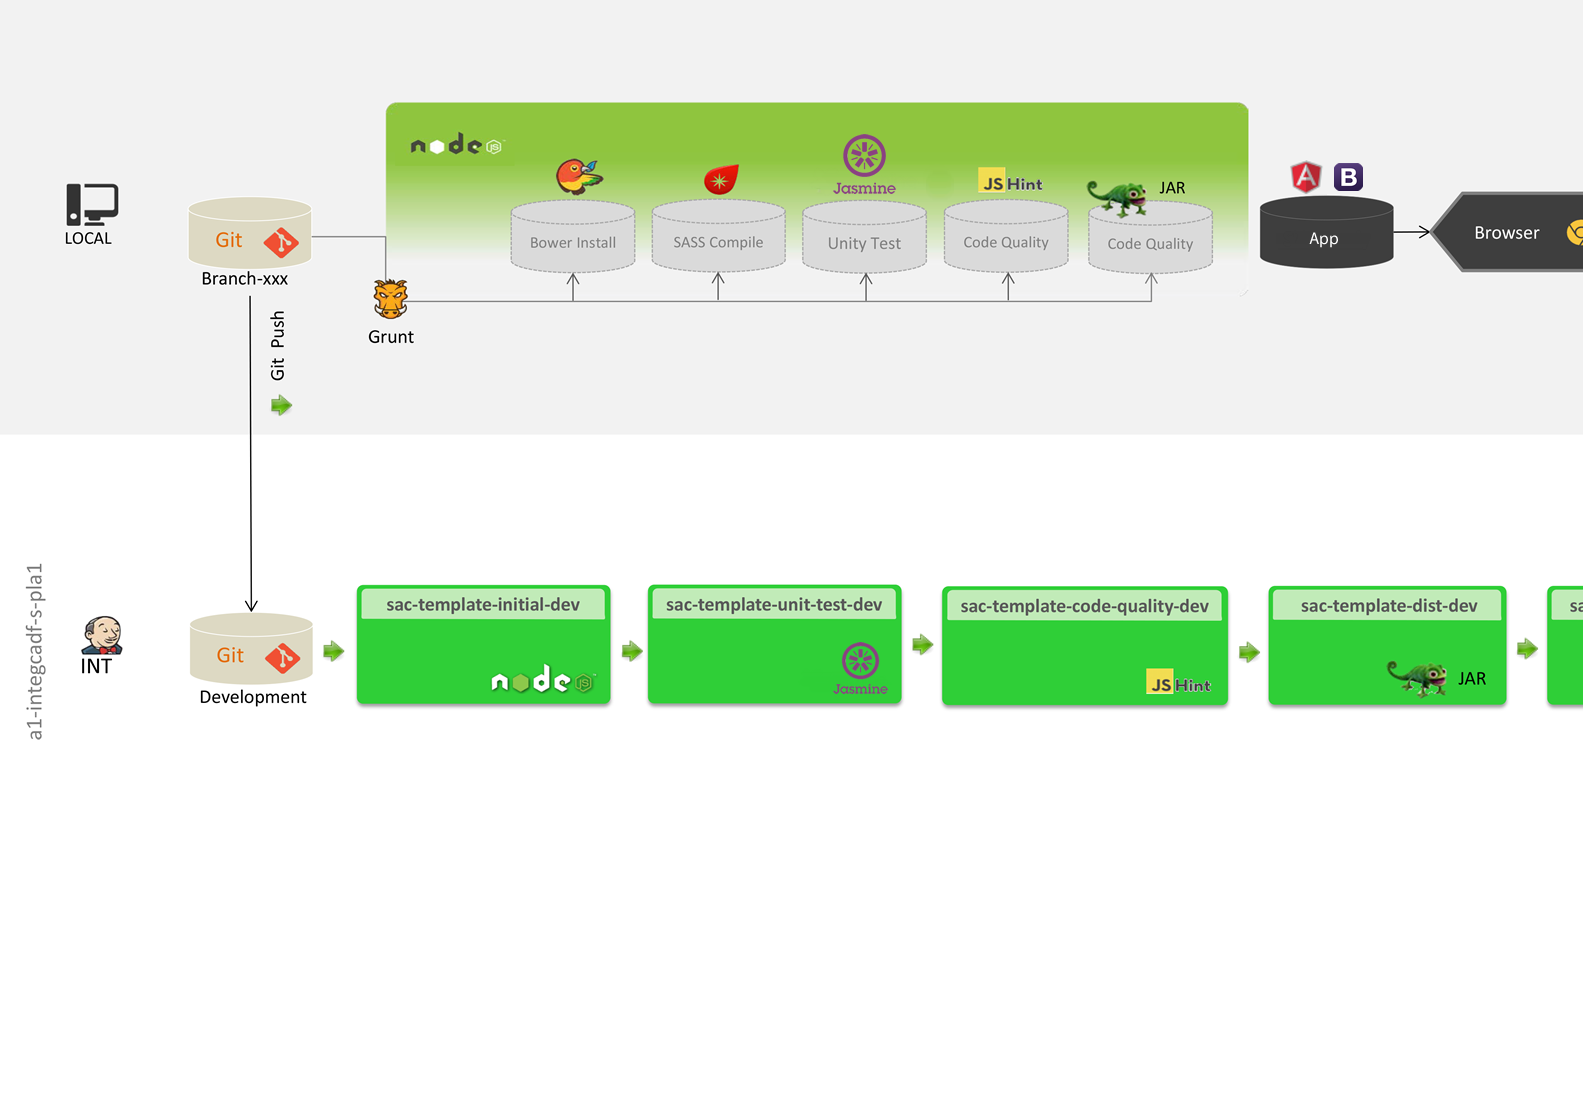 node JS
Jasmine
JS Hint
JAR
LOCAL
Git
Branch-xxx
Bower Install
SASS Compile
Unity Test
Code Quality
Code Quality
B
A
App
Browser
Grunt
Git Push
a1-integcadf-s-pla1
INT
Git
Development
sac-template-initial-dev
node JS
sac-template-unit-test-dev
Jasmine
sac-template-code-quality-dev
JS Hint
sac-template-dist-dev
JAR